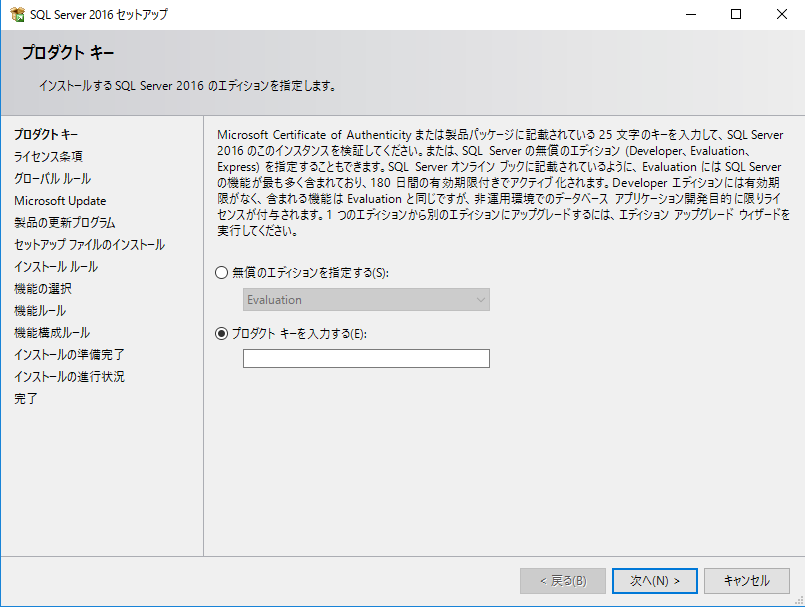 SQL Server 2016 セットアップ
プロダクト キー
インストールする SQL Server 2016 のエディションを指定します。
プロダクト キー
ライセンス条項
グローバル ルール
Microsoft Update
製品の更新プログラム
セットアップ ファイルのインストール
インストール ルール
機能の選択
機能ルール
機能構成ルール
インストールの準備完了
インストールの進行状況
完了
Microsoft Certificate of Authenticity または製品パッケージに記載されている 25 文字のキーを入力して、SQL Server
2016 のこのインスタンスを検証してください。または、SQL Server の無償のエディション (Developer、Evaluation、
Express) を指定することもできます。SQL Server オンライン ブックに記載されているように、Evaluation には SQL Server
の機能が最も多く含まれており、180 日間の有効期限付きでアクティブ化されます。Developer エディションには有効期
限がなく、含まれる機能は Evaluation と同じですが、非運用環境でのデータベース アプリケーション開発目的に限りライ
センスが付与されます。1 つのエディションから別のエディションにアップグレードするには、エディション アップグレード ウィザードを
実行してください。
無償のエディションを指定する(S):
Evaluation
プロダクト キーを入力する(E):
< 戻る(B)
次へ(N) >
キャンセル